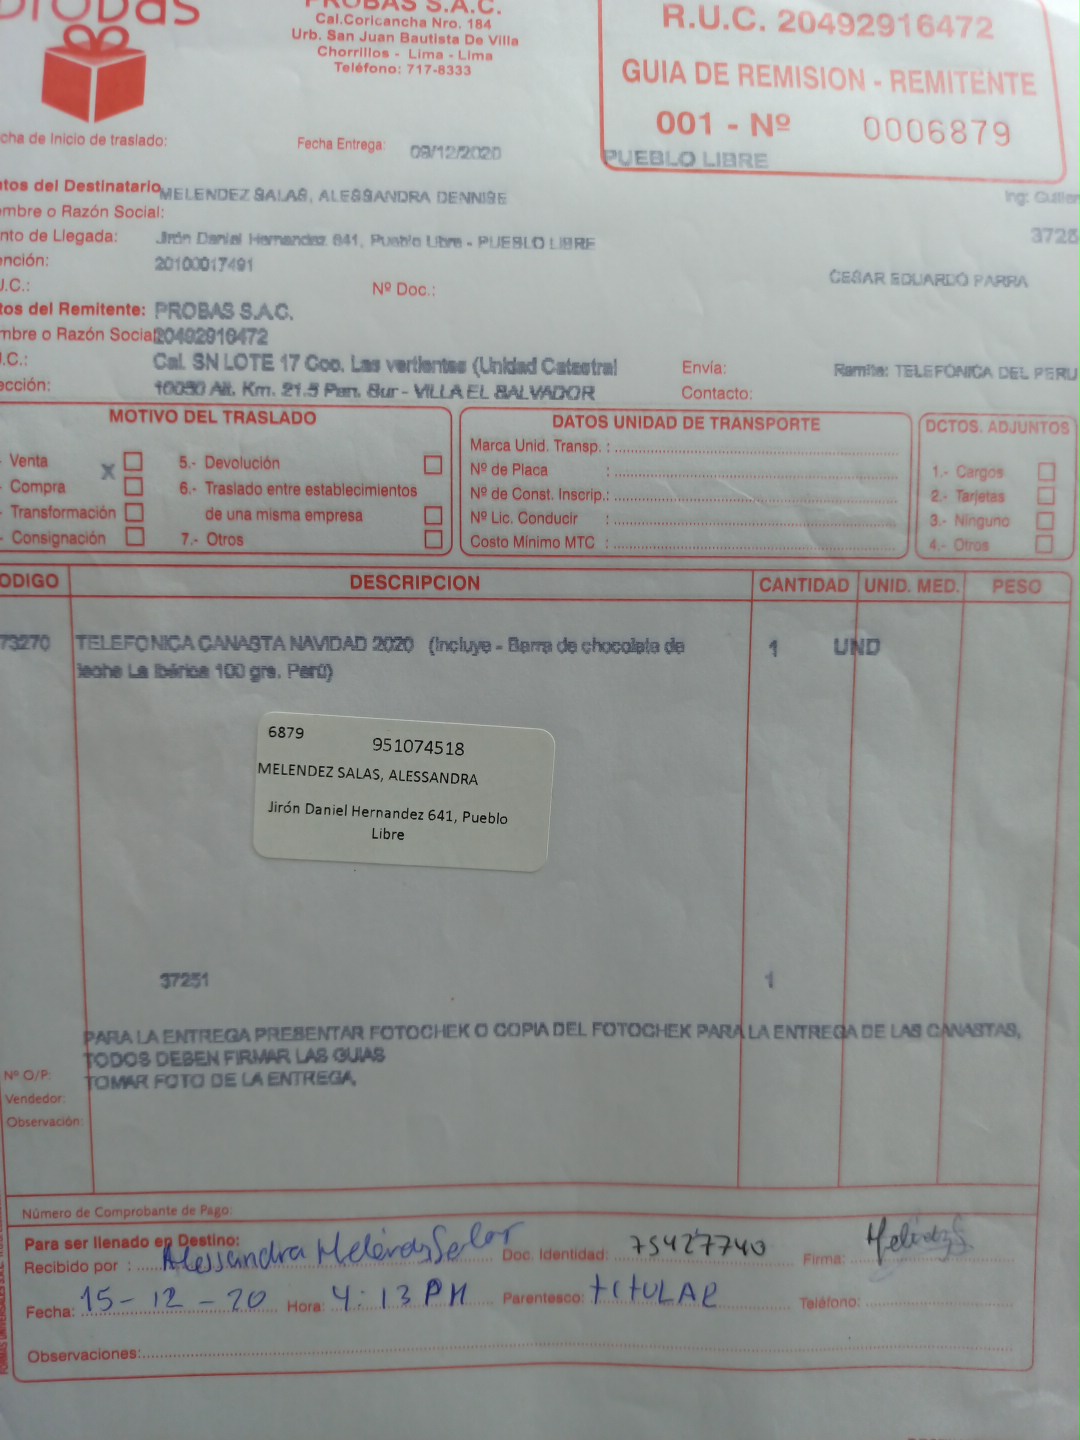 probas
PROBAS S.A.C.
Cal.Coricancha Nro. 184
Urb. San Juan Bautista De Villa
Chorrillos - Lima - Lima
Teléfono: 717-8333
R.U.C. 20492916472
GUIA DE REMISION - REMITENTE
001 - Nº 0006879
cha de Inicio de traslado:
Fecha Entrega: 09/12/2020
PUEBLO LIBRE
tos del Destinatario MELENDEZ SALAS, ALESSANDRA DENNISE
mbre o Razón Social:
nto de Llegada: Jirón Daniel Hernandez 641, Pueblo Libre - PUEBLO LIBRE
ención: 20100017491
.C.: Nº Doc.:
CESAR EDUARDO PARRA
tos del Remitente: PROBAS S.A.C.
mbre o Razón Social 20492916472
.C.: Cal. SN LOTE 17 Coo. Las vertientes (Unidad Catastral
ección: 10050 Alt. Km. 21.5 Pan. Sur - VILLA EL SALVADOR
Envía: Remite: TELEFONICA DEL PERU
Contacto:
MOTIVO DEL TRASLADO
- Venta X
- Compra
- Transformación
- Consignación
5.- Devolución
6.- Traslado entre establecimientos
de una misma empresa
7.- Otros
DATOS UNIDAD DE TRANSPORTE
Marca Unid. Transp. :
Nº de Placa :
Nº de Const. Inscrip.:
Nº Lic. Conducir :
Costo Mínimo MTC :
DCTOS. ADJUNTOS
1.- Cargos
2.- Tarjetas
3.- Ninguno
4.- Otros
ODIGO DESCRIPCION CANTIDAD UNID. MED. PESO
73270 TELEFONICA CANASTA NAVIDAD 2020 (Incluye - Barra de chocolate de 1 UND
leche La Ibérica 100 grs. Perú)
6879 951074518
MELENDEZ SALAS, ALESSANDRA
Jirón Daniel Hernandez 641, Pueblo
Libre
37251 1
PARA LA ENTREGA PRESENTAR FOTOCHEK O COPIA DEL FOTOCHEK PARA LA ENTREGA DE LAS CANASTAS,
TODOS DEBEN FIRMAR LAS GUIAS
TOMAR FOTO DE LA ENTREGA,
Nº O/P:
Vendedor:
Observación:
Número de Comprobante de Pago:
Para ser llenado en Destino:
Recibido por : Alessandra Meléndez Salas Doc. Identidad: 75427740 Firma: Meléndez S
Fecha: 15-12-20 Hora: 4:13 PM Parentesco: TITULAR Teléfono:
Observaciones: